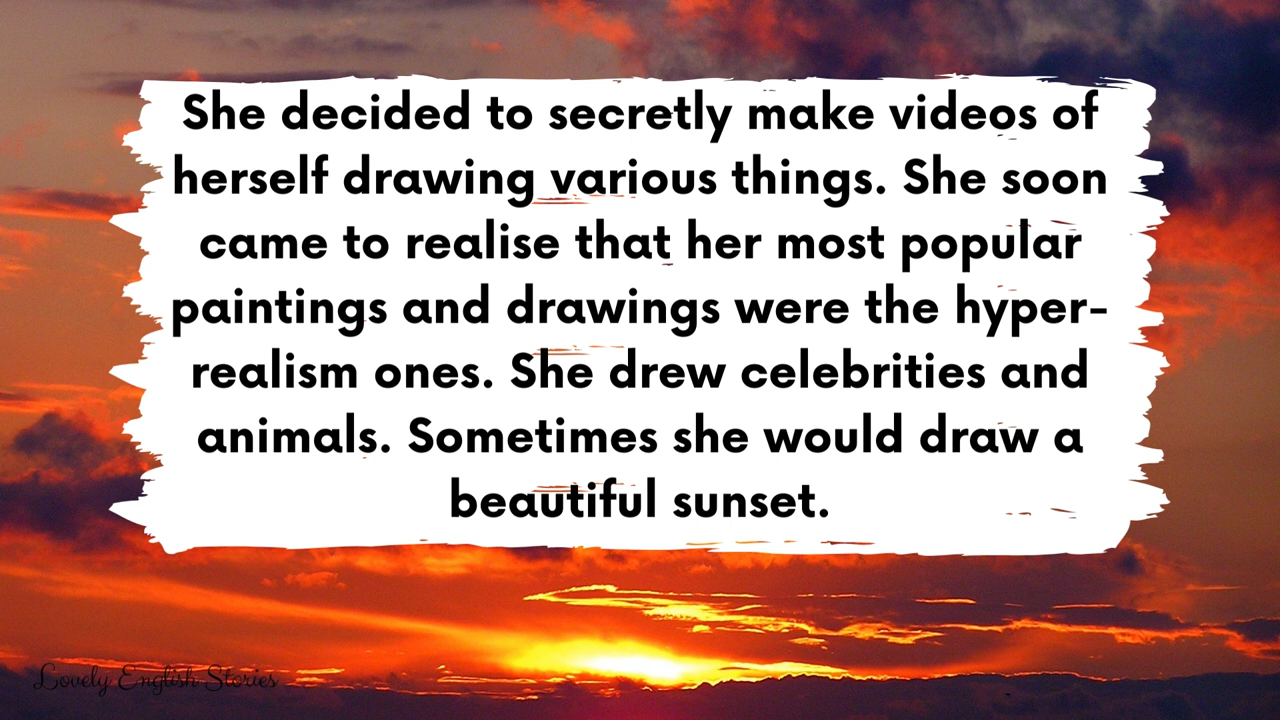 She decided to secretly make videos of
herself drawing various things. She soon
came to realise that her most popular
paintings and drawings were the hyper-
realism ones. She drew celebrities and
animals. Sometimes she would draw a
beautiful sunset.
Lovely English Stories